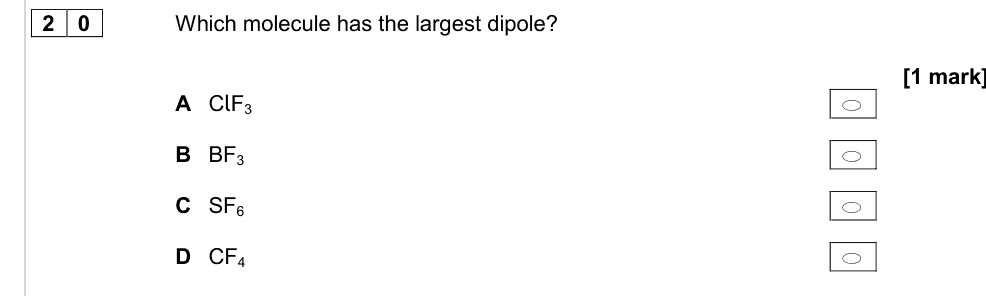 2 0 Which molecule has the largest dipole?
[1 mark]
A ClF₃
B BF₃
C SF₆
D CF₄